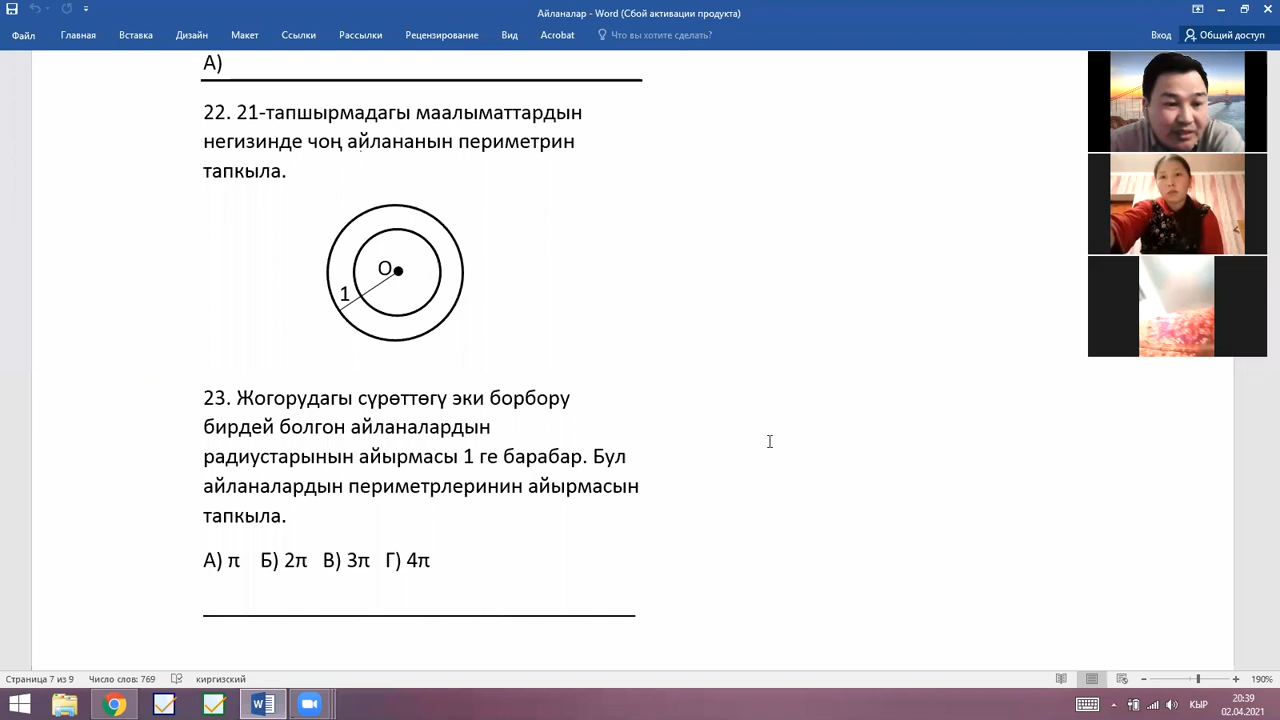 Айланалар - Word (Сбой активации продукта)
Файл Главная Вставка Дизайн Макет Ссылки Рассылки Рецензирование Вид Acrobat Что вы хотите сделать? Вход Общий доступ
А)
22. 21-тапшырмадагы маалыматтардын
негизинде чоң айлананын периметрин
тапкыла.
О
1
23. Жогорудагы сүрөттөгү эки борбору
бирдей болгон айланалардын
радиустарынын айырмасы 1 ге барабар. Бул
айланалардын периметрлеринин айырмасын
тапкыла.
А) π Б) 2π В) 3π Г) 4π
Страница 7 из 9 Число слов: 769 киргизский 190%
КЫР 20:39
02.04.2021